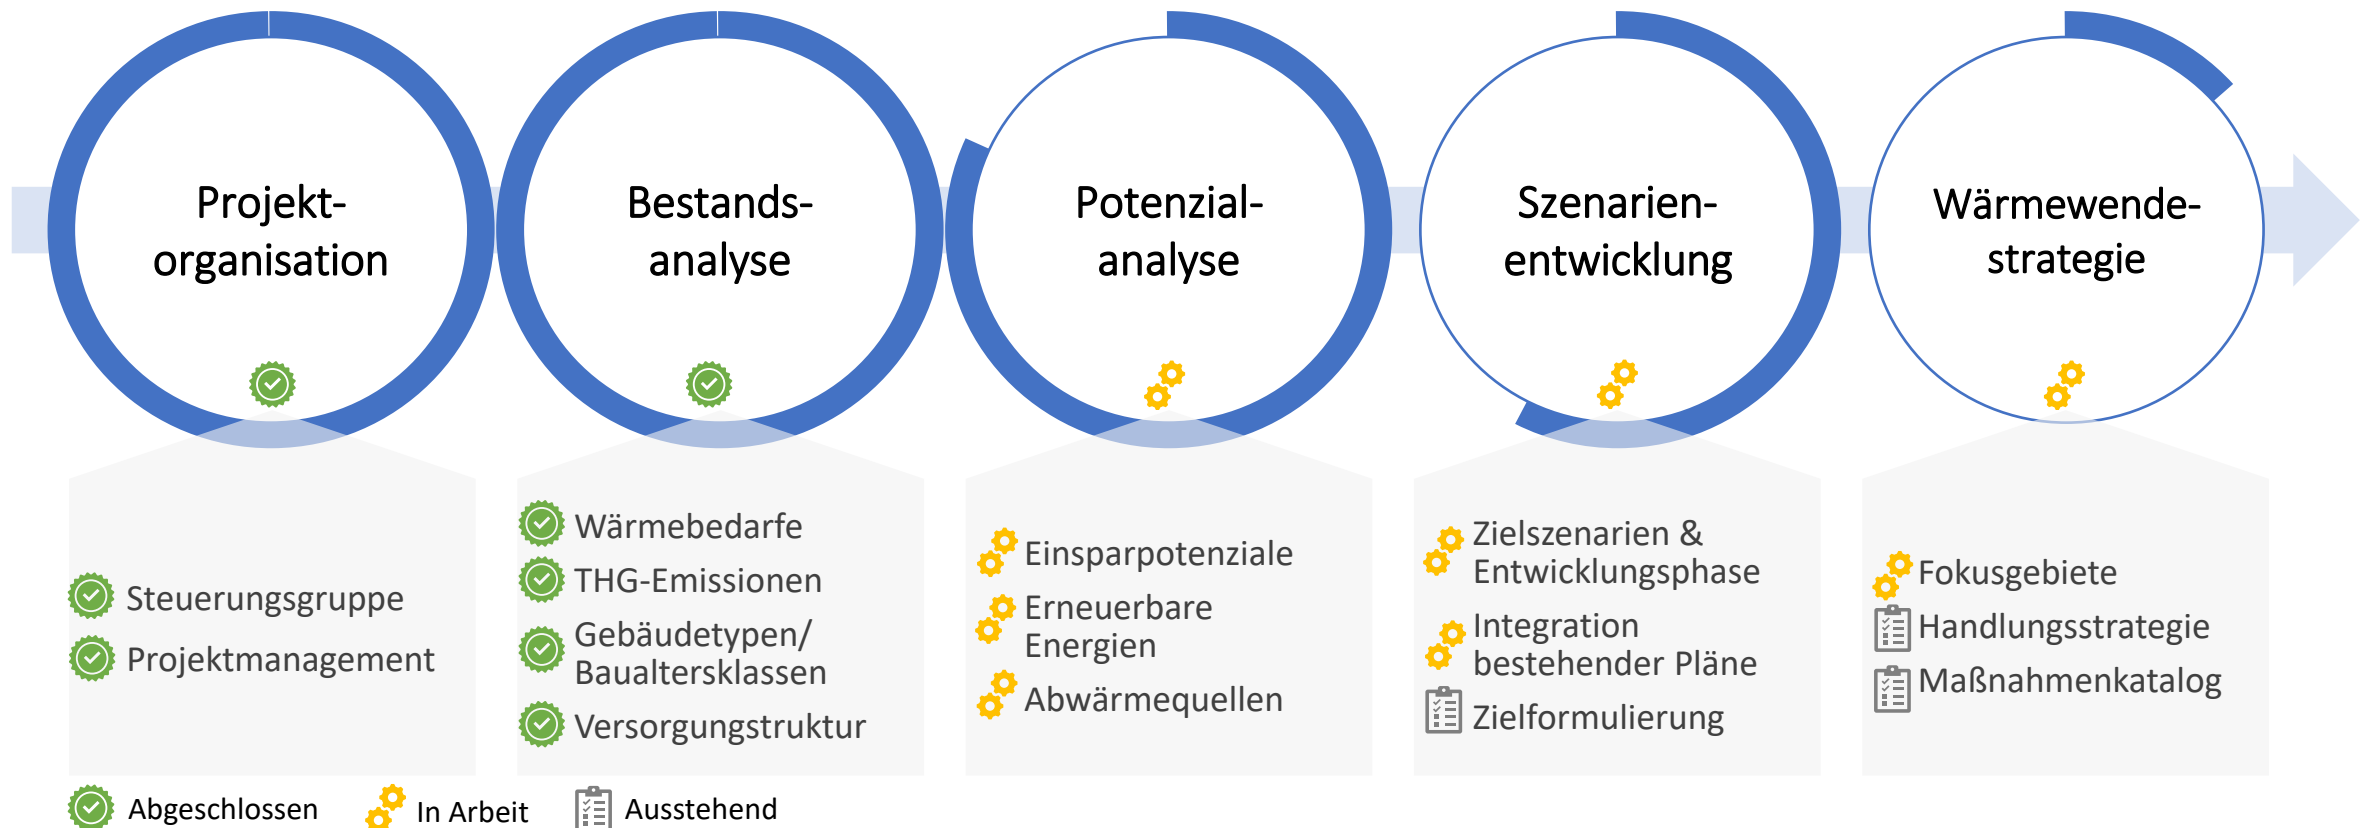 Projekt-
organisation
Bestands-
analyse
Potenzial-
analyse
Szenarien-
entwicklung
Wärmewende-
strategie
Steuerungsgruppe
Projektmanagement
Wärmebedarfe
THG-Emissionen
Gebäudetypen/
Baualtersklassen
Versorgungstruktur
Einsparpotenziale
Erneuerbare
Energien
Abwärmequellen
Zielszenarien &
Entwicklungsphase
Integration
bestehender Pläne
Zielformulierung
Fokusgebiete
Handlungsstrategie
Maßnahmenkatalog
Abgeschlossen
In Arbeit
Ausstehend